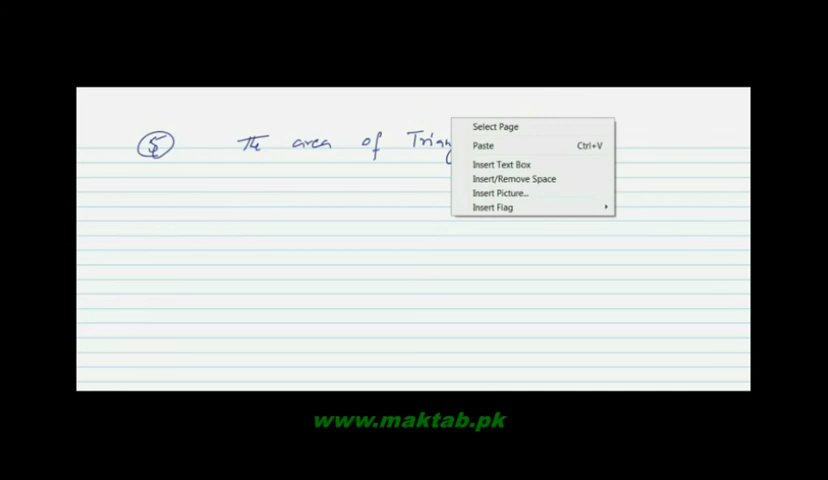 5 The area of Trian
Select Page
Paste Ctrl+V
Insert Text Box
Insert/Remove Space
Insert Picture...
Insert Flag
www.maktab.pk